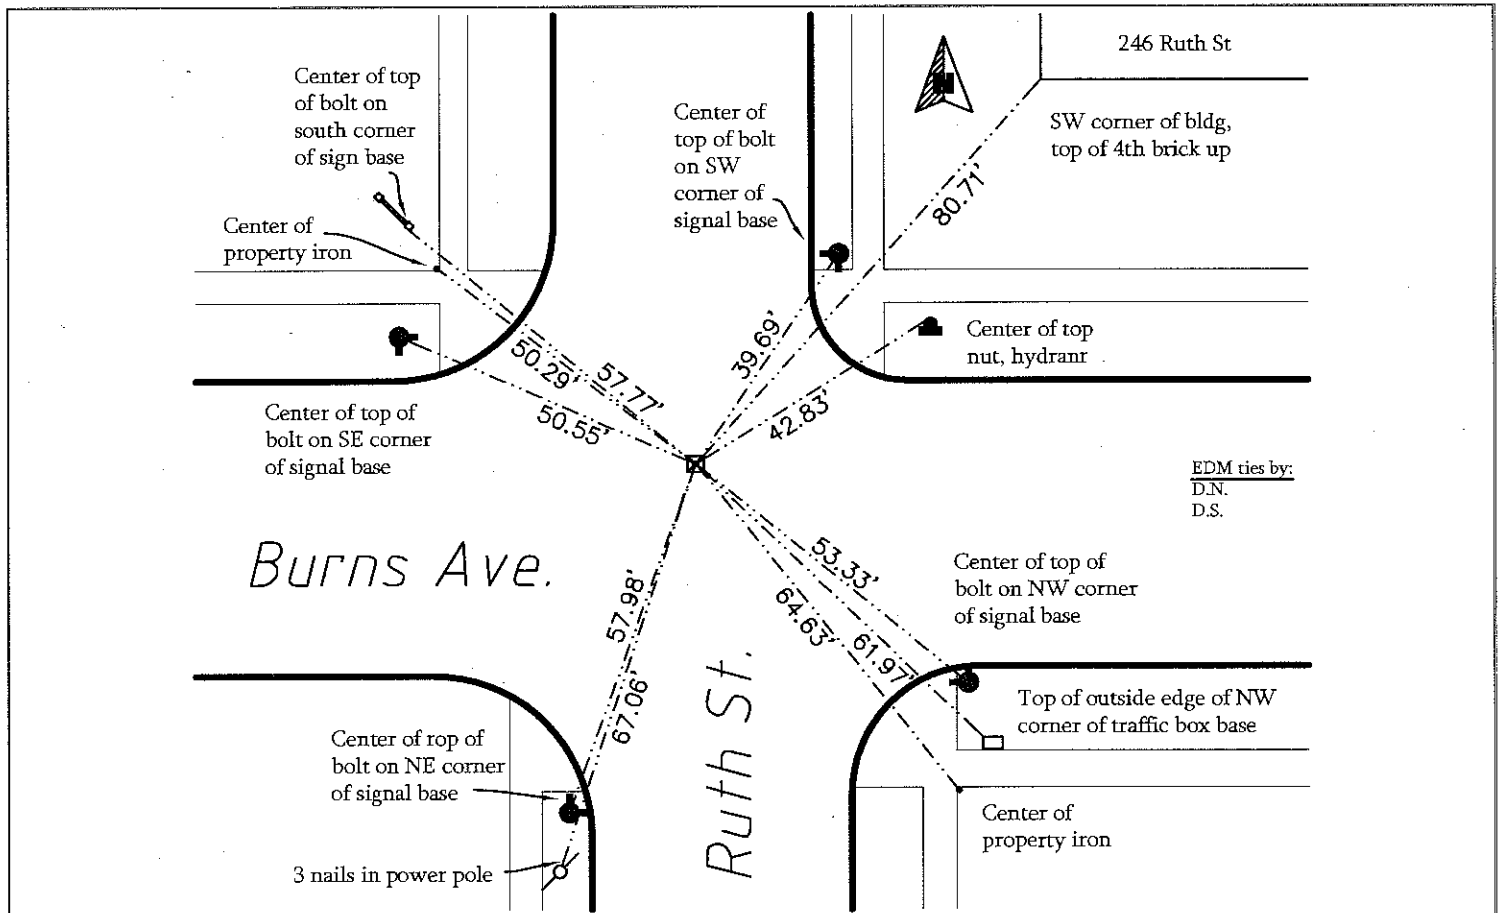 246 Ruth St
N
Center of top
of bolt on
south corner
of sign base
Center of
top of bolt
on SW
corner of
signal base
SW corner of bldg,
top of 4th brick up
80.71'
Center of
property iron
39.69'
Center of top
nut, hydranr
50.29'
57.77'
50.55'
42.83'
Center of top of
bolt on SE corner
of signal base
EDM ties by:
D.N.
D.S.
Burns Ave.
53.33'
64.63'
61.97'
Center of top of
bolt on NW corner
of signal base
57.98'
67.06'
Ruth St.
Top of outside edge of NW
corner of traffic box base
Center of rop of
bolt on NE corner
of signal base
Center of
property iron
3 nails in power pole